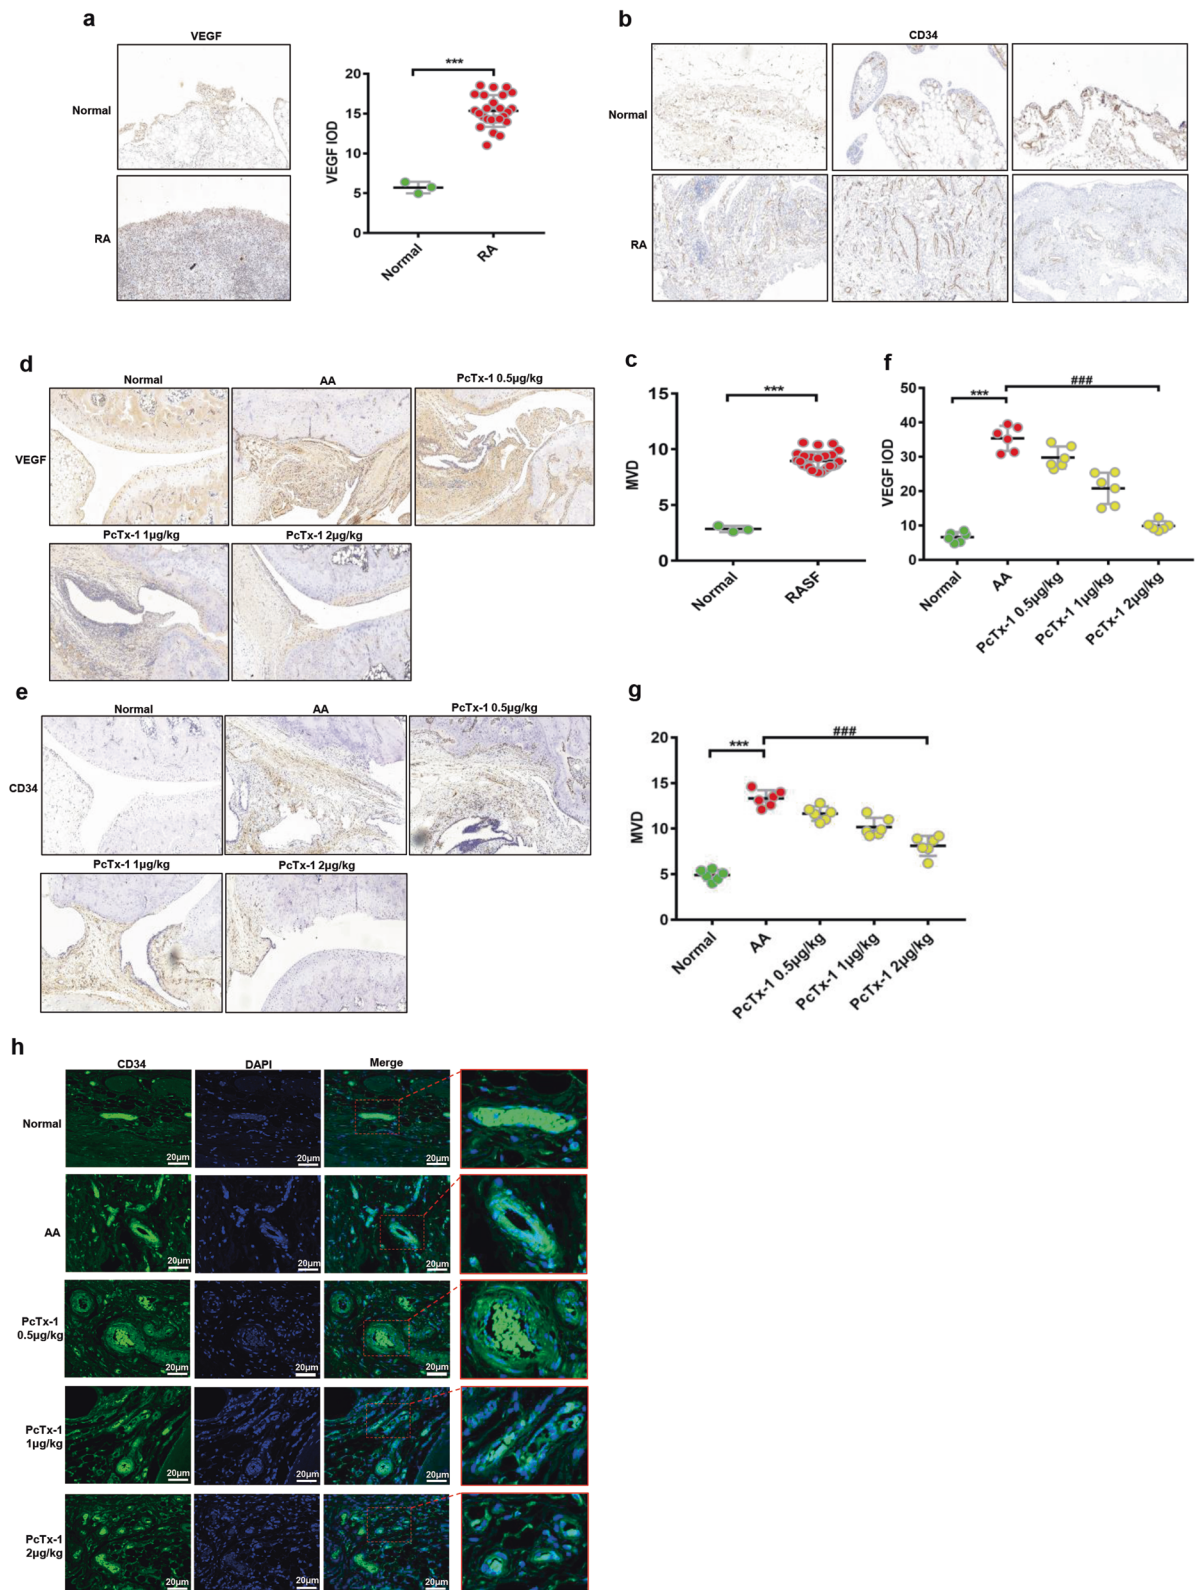 a
VEGF
Normal
RA
***
20
15
10
5
0
VEGF IOD
Normal
RA
b
CD34
Normal
RA
d
Normal
AA
PcTx-1 0.5μg/kg
VEGF
PcTx-1 1μg/kg
PcTx-1 2μg/kg
c
***
15
10
5
0
MVD
Normal
RASF
f
***
###
50
40
30
20
10
0
VEGF IOD
Normal
AA
PcTx-1 0.5μg/kg
PcTx-1 1μg/kg
PcTx-1 2μg/kg
e
Normal
AA
PcTx-1 0.5μg/kg
CD34
PcTx-1 1μg/kg
PcTx-1 2μg/kg
g
***
###
20
15
10
5
0
MVD
Normal
AA
PcTx-1 0.5μg/kg
PcTx-1 1μg/kg
PcTx-1 2μg/kg
h
CD34
DAPI
Merge
Normal
20μm
20μm
20μm
AA
20μm
20μm
20μm
PcTx-1
0.5μg/kg
20μm
20μm
20μm
PcTx-1
1μg/kg
20μm
20μm
20μm
PcTx-1
2μg/kg
20μm
20μm
20μm